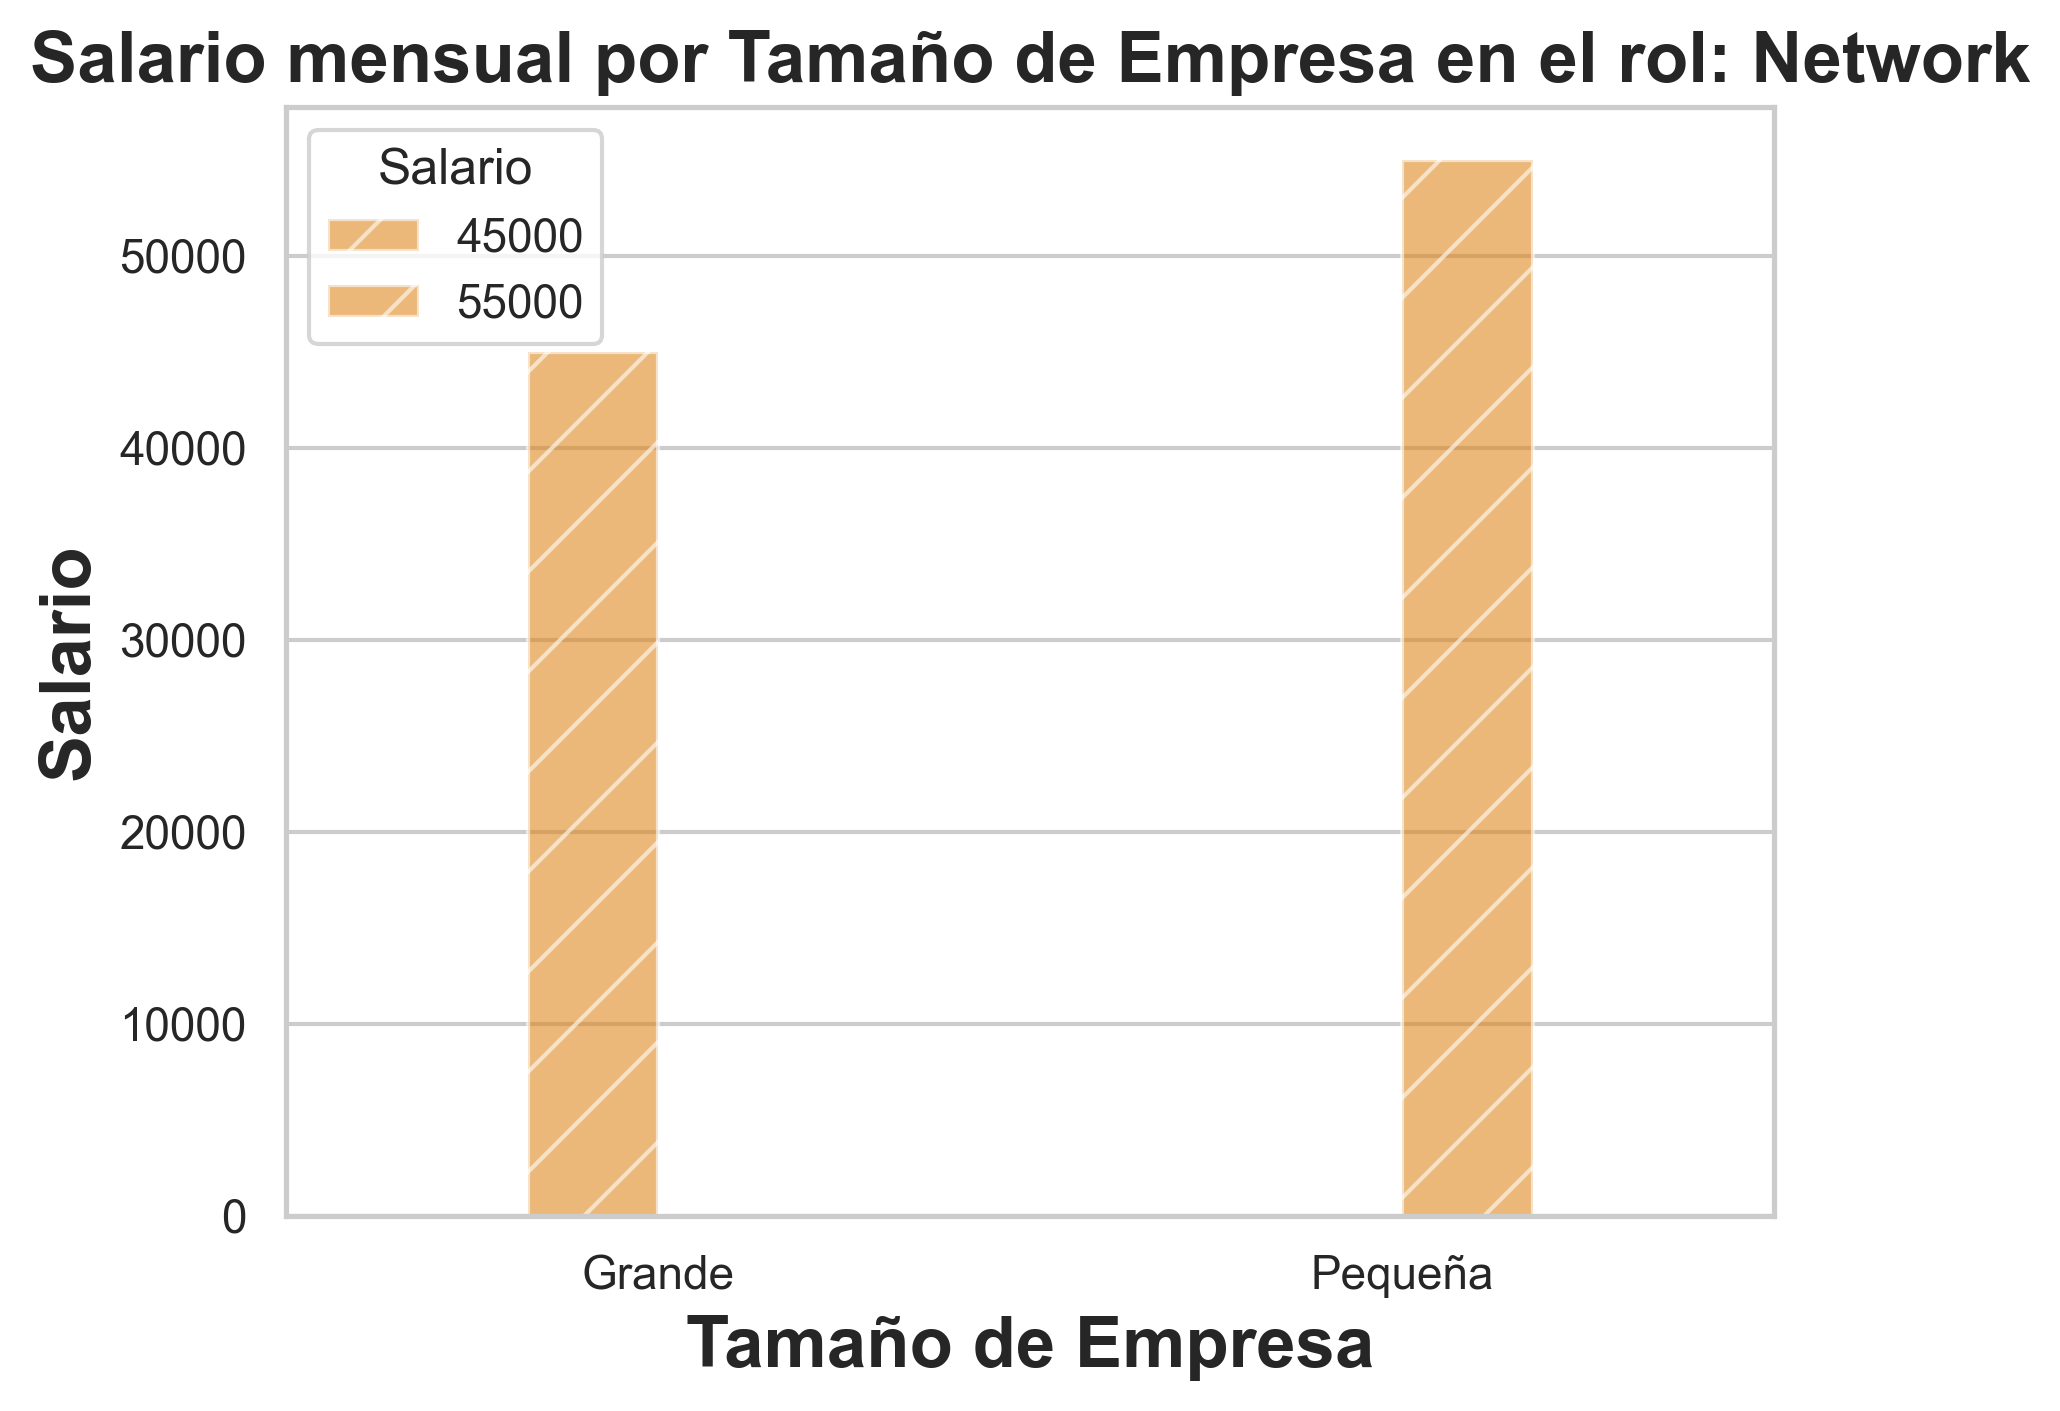 Salario mensual por Tamaño de Empresa en el rol: Network
Salario
45000
55000
50000
40000
30000
20000
10000
0
Salario
Grande
Pequeña
Tamaño de Empresa